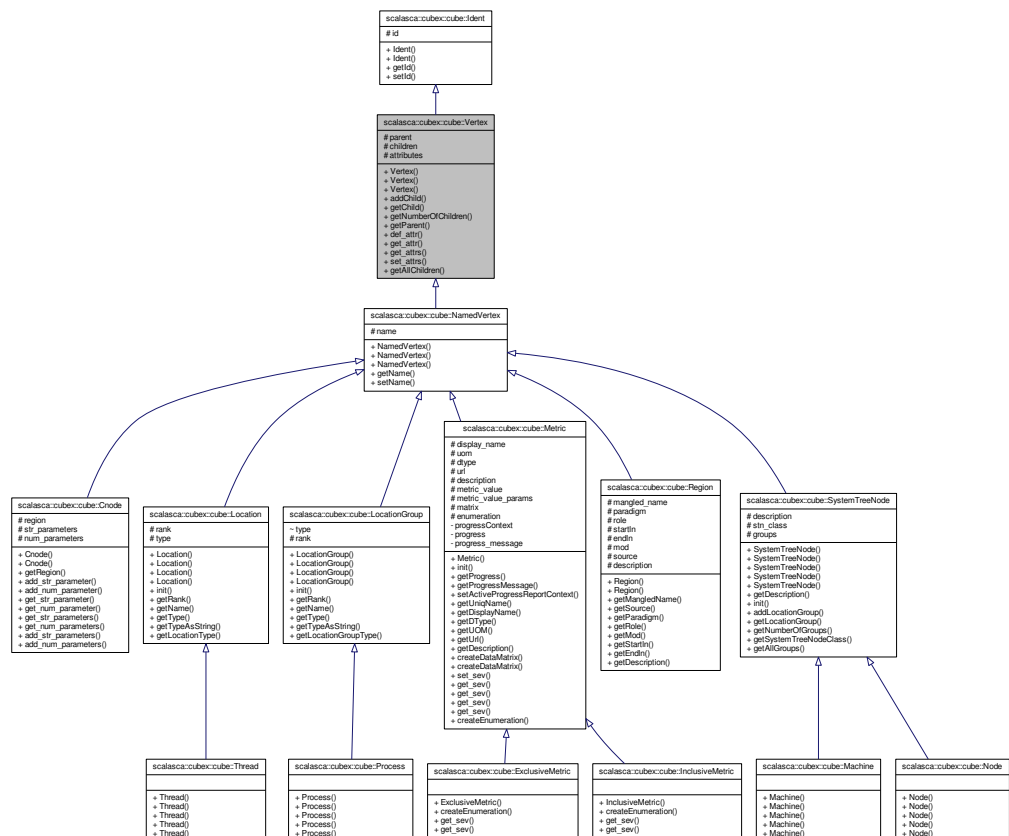 scalasca::cubex::cube::Ident
# id
+ Ident()
+ Ident()
+ getId()
+ setId()
scalasca::cubex::cube::Vertex
# parent
# children
# attributes
+ Vertex()
+ Vertex()
+ Vertex()
+ addChild()
+ getChild()
+ getNumberOfChildren()
+ getParent()
+ def_attr()
+ get_attr()
+ get_attrs()
+ set_attrs()
+ getAllChildren()
scalasca::cubex::cube::NamedVertex
# name
+ NamedVertex()
+ NamedVertex()
+ NamedVertex()
+ getName()
+ setName()
scalasca::cubex::cube::Cnode
# region
# str_parameters
# num_parameters
+ Cnode()
+ Cnode()
+ getRegion()
+ add_str_parameter()
+ add_num_parameter()
+ get_str_parameter()
+ get_num_parameter()
+ get_str_parameters()
+ get_num_parameters()
+ add_str_parameters()
+ add_num_parameters()
scalasca::cubex::cube::Location
# rank
# type
+ Location()
+ Location()
+ Location()
+ Location()
+ init()
+ getRank()
+ getName()
+ getType()
+ getTypeAsString()
+ getLocationType()
scalasca::cubex::cube::LocationGroup
~ type
# rank
+ LocationGroup()
+ LocationGroup()
+ LocationGroup()
+ LocationGroup()
+ init()
+ getRank()
+ getName()
+ getType()
+ getTypeAsString()
+ getLocationGroupType()
scalasca::cubex::cube::Metric
# display_name
# uom
# dtype
# url
# description
# metric_value
# metric_value_params
# matrix
# enumeration
- progressContext
- progress
- progress_message
+ Metric()
+ init()
+ getProgress()
+ getProgressMessage()
+ setActiveProgressReportContext()
+ getUniqName()
+ getDisplayName()
+ getDType()
+ getUOM()
+ getUrl()
+ getDescription()
+ createDataMatrix()
+ createDataMatrix()
+ set_sev()
+ get_sev()
+ get_sev()
+ get_sev()
+ get_sev()
+ createEnumeration()
scalasca::cubex::cube::Region
# mangled_name
# paradigm
# role
# startln
# endln
# mod
# source
# description
+ Region()
+ Region()
+ getMangledName()
+ getSource()
+ getParadigm()
+ getRole()
+ getMod()
+ getStartln()
+ getEndln()
+ getDescription()
scalasca::cubex::cube::SystemTreeNode
# description
# stn_class
# groups
+ SystemTreeNode()
+ SystemTreeNode()
+ SystemTreeNode()
+ SystemTreeNode()
+ SystemTreeNode()
+ getDescription()
+ init()
+ addLocationGroup()
+ getLocationGroup()
+ getNumberOfGroups()
+ getSystemTreeNodeClass()
+ getAllGroups()
scalasca::cubex::cube::Thread
+ Thread()
+ Thread()
+ Thread()
+ Thread()
+ Thread()
scalasca::cubex::cube::Process
+ Process()
+ Process()
+ Process()
+ Process()
+ Process()
scalasca::cubex::cube::ExclusiveMetric
+ ExclusiveMetric()
+ createEnumeration()
+ get_sev()
+ get_sev()
scalasca::cubex::cube::InclusiveMetric
+ InclusiveMetric()
+ createEnumeration()
+ get_sev()
+ get_sev()
scalasca::cubex::cube::Machine
+ Machine()
+ Machine()
+ Machine()
+ Machine()
+ Machine()
scalasca::cubex::cube::Node
+ Node()
+ Node()
+ Node()
+ Node()
+ Node()